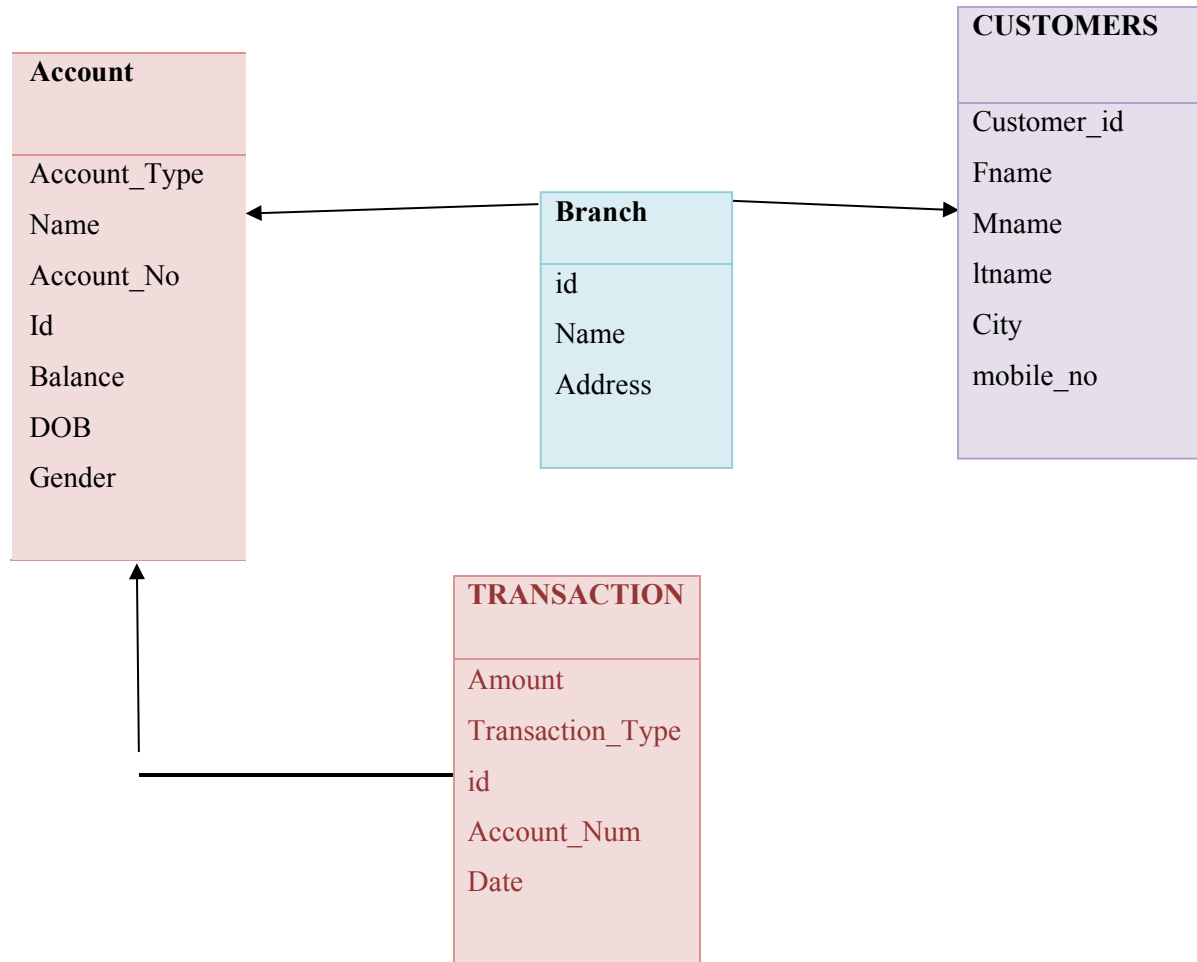 Account
Account_Type
Name
Account_No
Id
Balance
DOB
Gender
Branch
id
Name
Address
CUSTOMERS
Customer_id
Fname
Mname
ltname
City
mobile_no
TRANSACTION
Amount
Transaction_Type
id
Account_Num
Date